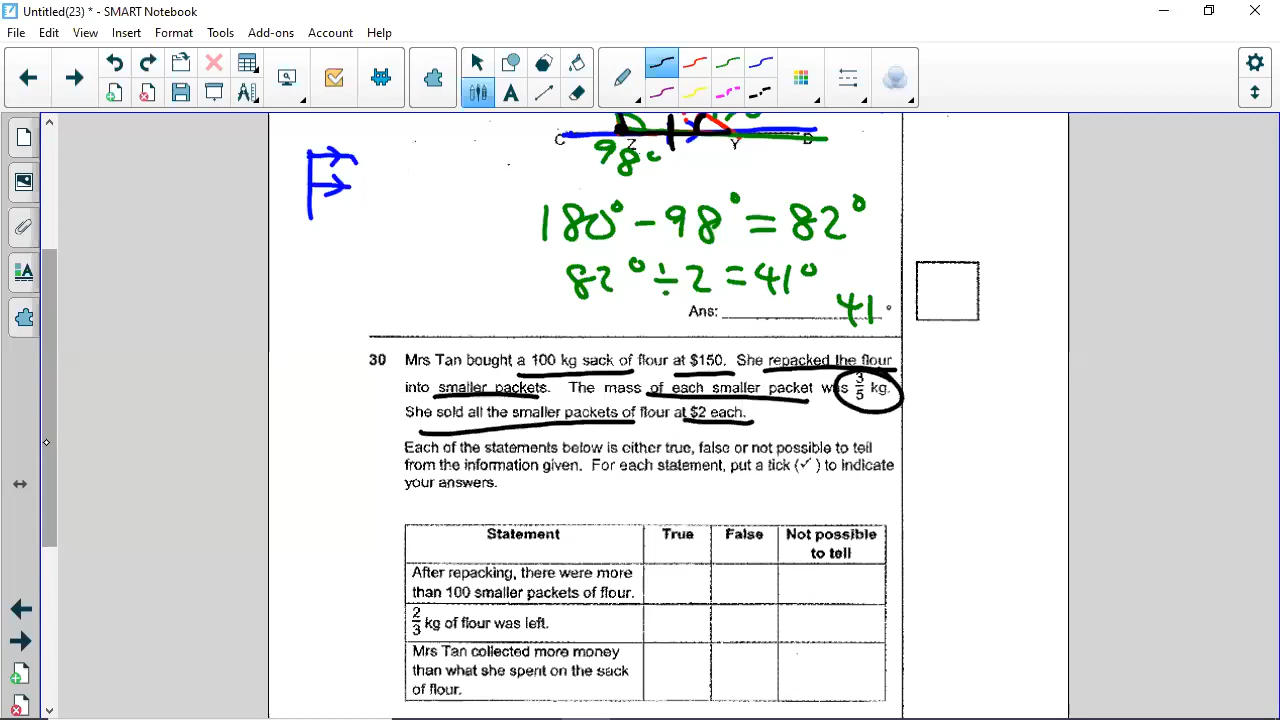 Untitled(23) * - SMART Notebook
File Edit View Insert Format Tools Add-ons Account Help
C Z Y D
98°
180° - 98° = 82°
82° ÷ 2 = 41°
Ans: 41 °
30 Mrs Tan bought a 100 kg sack of flour at $150. She repacked the flour
into smaller packets. The mass of each smaller packet was 3/5 kg.
She sold all the smaller packets of flour at $2 each.
Each of the statements below is either true, false or not possible to tell
from the information given. For each statement, put a tick (✓) to indicate
your answers.
Statement True False Not possible
to tell
After repacking, there were more
than 100 smaller packets of flour.
2/3 kg of flour was left.
Mrs Tan collected more money
than what she spent on the sack
of flour.